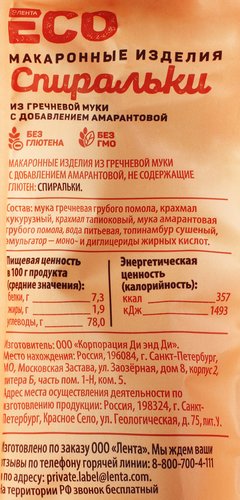 ЛЕНТА
ECO
МАКАРОННЫЕ ИЗДЕЛИЯ
Спиральки
ИЗ ГРЕЧНЕВОЙ МУКИ
С ДОБАВЛЕНИЕМ АМАРАНТОВОЙ
БЕЗ ГЛЮТЕНА
БЕЗ ГМО
МАКАРОННЫЕ ИЗДЕЛИЯ ИЗ ГРЕЧНЕВОЙ МУКИ
С ДОБАВЛЕНИЕМ АМАРАНТОВОЙ, НЕ СОДЕРЖАЩИЕ
ГЛЮТЕН: СПИРАЛЬКИ.
Состав: мука гречневая грубого помола, крахмал
кукурузный, крахмал тапиоковый, мука амарантовая
грубого помола, вода питьевая, топинамбур сушеный,
эмульгатор – моно- и диглицериды жирных кислот.
Пищевая ценность
в 100 г продукта
(средние значения):
белки, г 7,3
жиры, г 1,9
углеводы, г 78,0
Энергетическая
ценность
(калорийность):
ккал 357
кДж 1493
Изготовитель: ООО «Корпорация Ди энд Ди».
Место нахождения: Россия, 196084, г. Санкт-Петербург,
МО, Московская Застава, ул. Заозёрная, дом 8, корпус 2,
литера Б, часть пом. 1-Н, ком. 5.
Адрес места осуществления деятельности по
изготовлению продукции: Россия, 198324, г. Санкт-
Петербург, Красное Село, ул. Геологическая, д. 75, лит. У.
Изготовлено по заказу ООО «Лента». Мы ждем ваши
отзывы по телефону горячей линии: 8-800-700-4-111
и по адресу: private.label@lenta.com.
На территории РФ звонок бесплатный